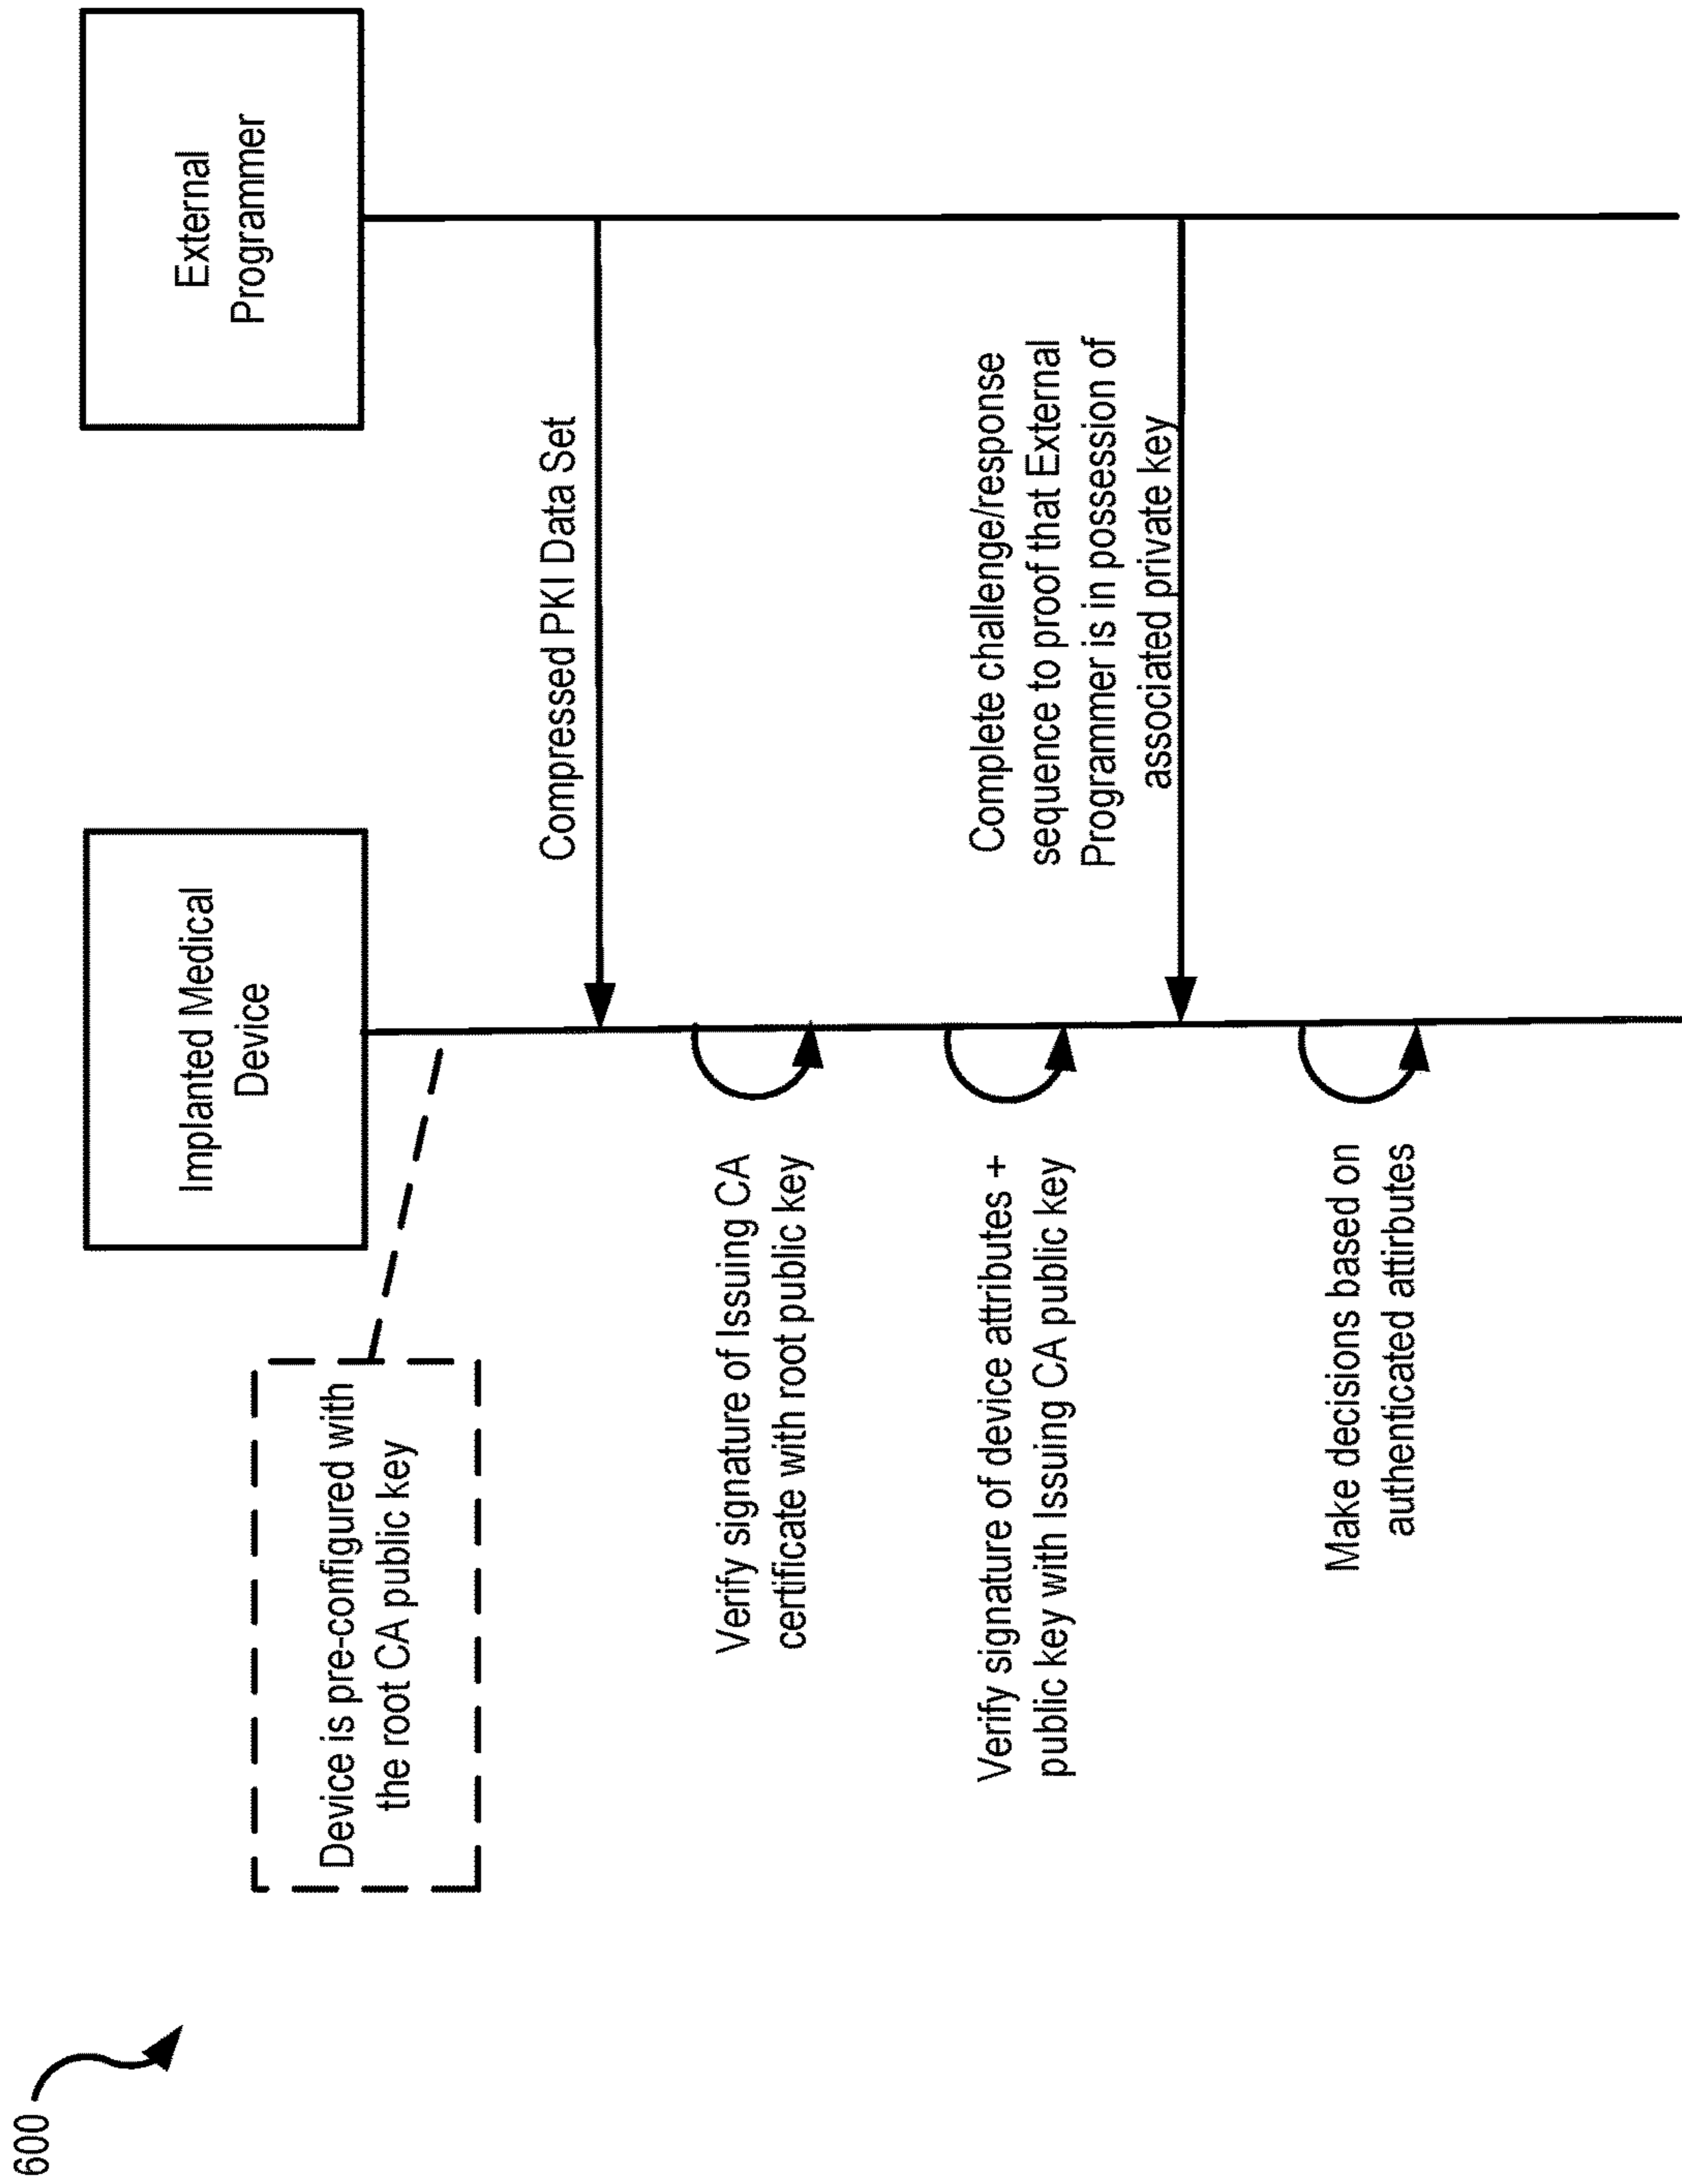 600
Implanted Medical
Device
External
Programmer
Device is pre-configured with
the root CA public key
Compressed PKI Data Set
Verify signature of Issuing CA
certificate with root public key
Verify signature of device attributes +
public key with Issuing CA public key
Complete challenge/response
sequence to proof that External
Programmer is in possession of
associated private key
Make decisions based on
authenticated attirbutes